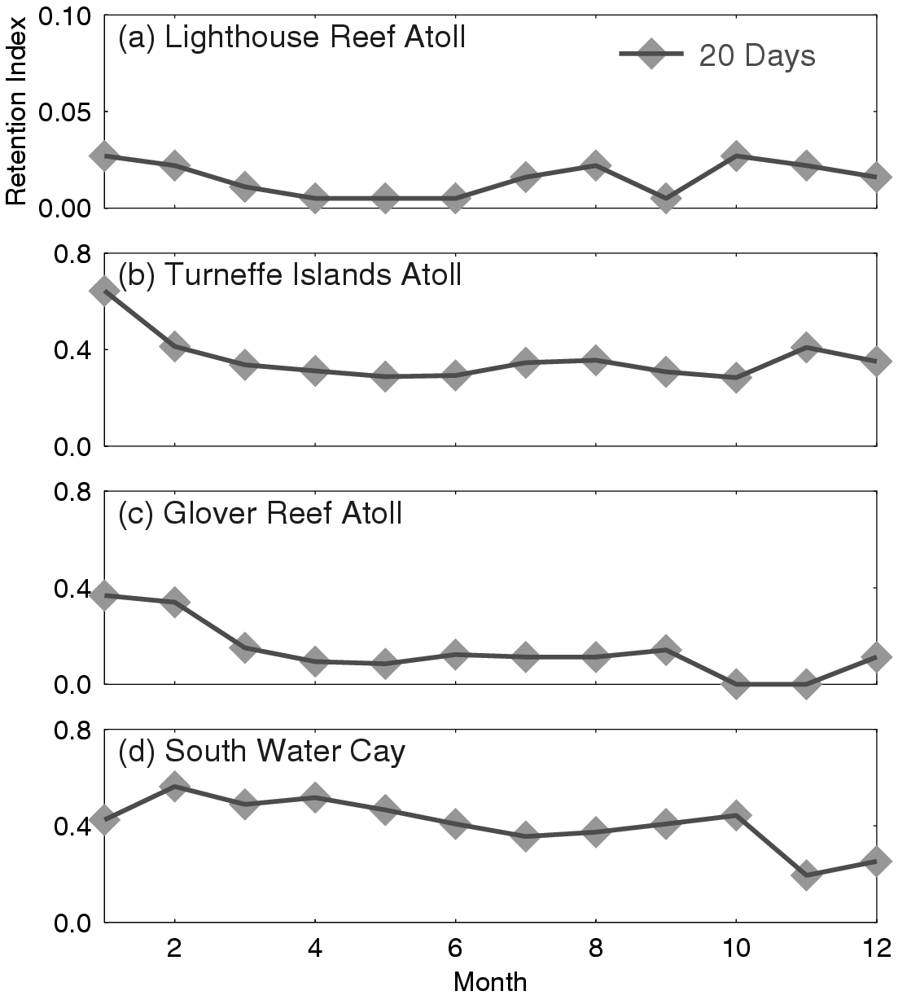 Retention Index
0.10
0.05
0.00
(a) Lighthouse Reef Atoll
20 Days
0.8
0.4
0.0
(b) Turneffe Islands Atoll
0.8
0.4
0.0
(c) Glover Reef Atoll
0.8
0.4
0.0
(d) South Water Cay
2 4 6 8 10 12
Month